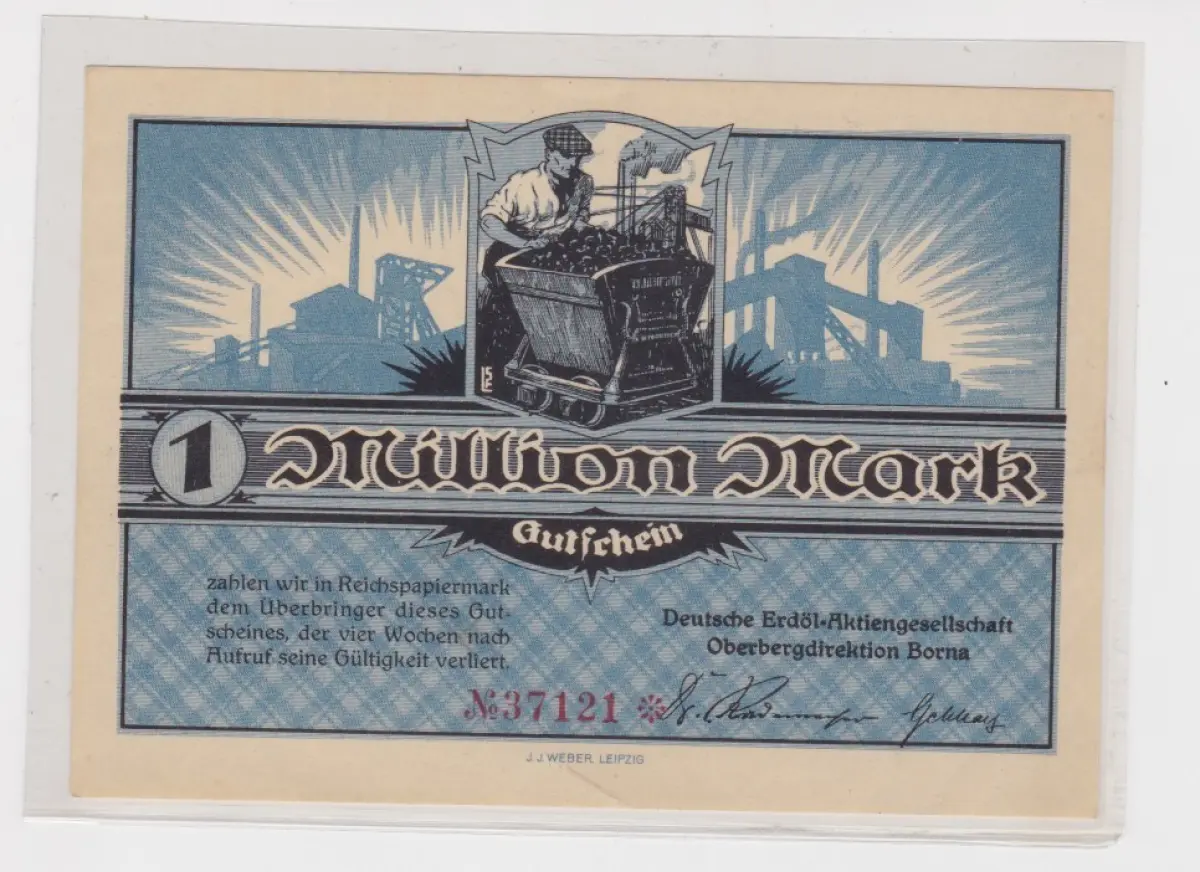 1 Million Mark
Gutschein
zahlen wir in Reichspapiermark
dem Überbringer dieses Gut-
scheines, der vier Wochen nach
Aufruf seine Gültigkeit verliert.
Deutsche Erdöl-Aktiengesellschaft
Oberbergdirektion Borna
№37121
J. J. WEBER, LEIPZIG